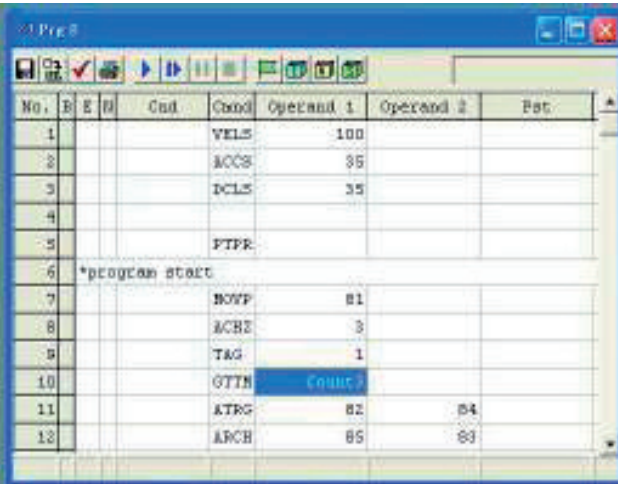 No. B E N Cnd Cmnd Operand 1 Operand 2 Pst
1 VELS 100
2 ACCS 35
3 DCLS 35
4
5 PTPR
6 *program start
7 MOVP 81
8 ACHZ 3
9 TAG 1
10 GTTN
11 ATRG 82 84
12 ARCH 85 83